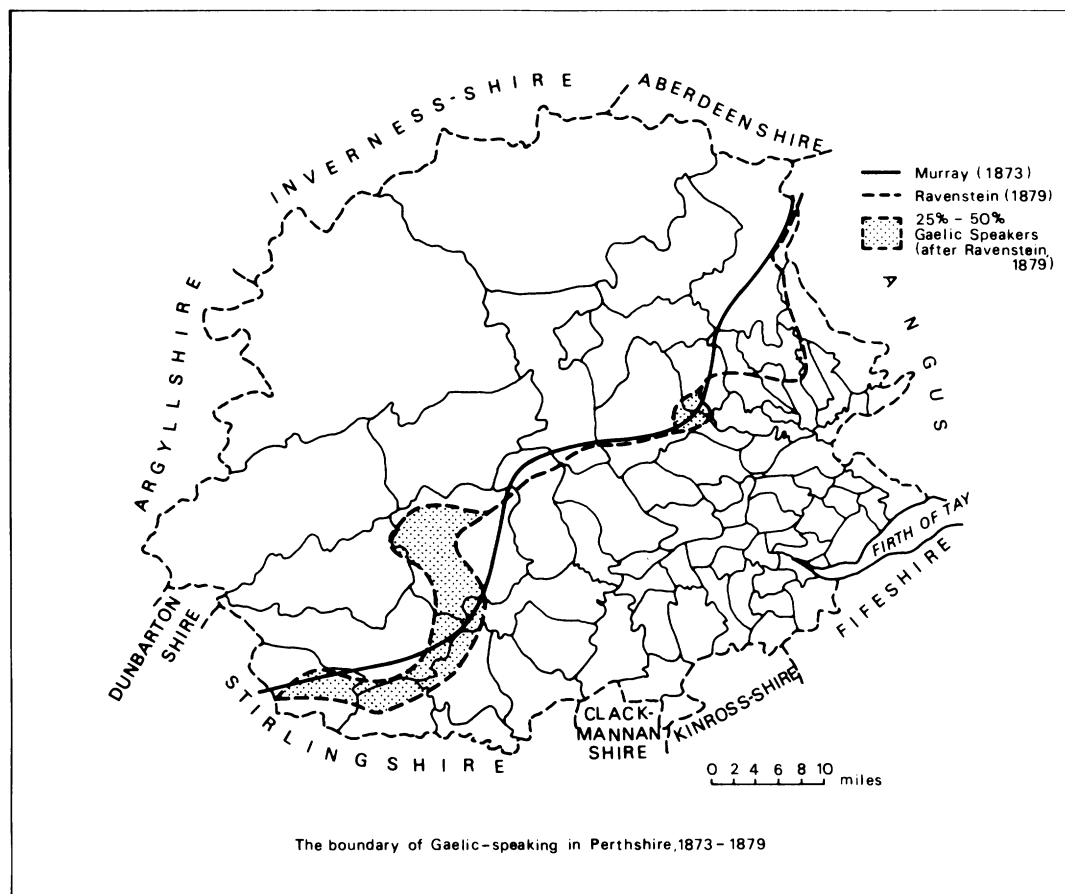 INVERNESS-SHIRE
ABERDEENSHIRE
Murray (1873)
Ravenstein (1879)
25% - 50%
Gaelic Speakers
(after Ravenstein,
1879)
ANGUS
ARGYLLSHIRE
FIRTH OF TAY
FIFESHIRE
DUNBARTON
SHIRE
STIRLINGSHIRE
CLACK-
MANNAN
SHIRE
KINROSS-SHIRE
0 2 4 6 8 10
miles
The boundary of Gaelic-speaking in Perthshire, 1873-1879